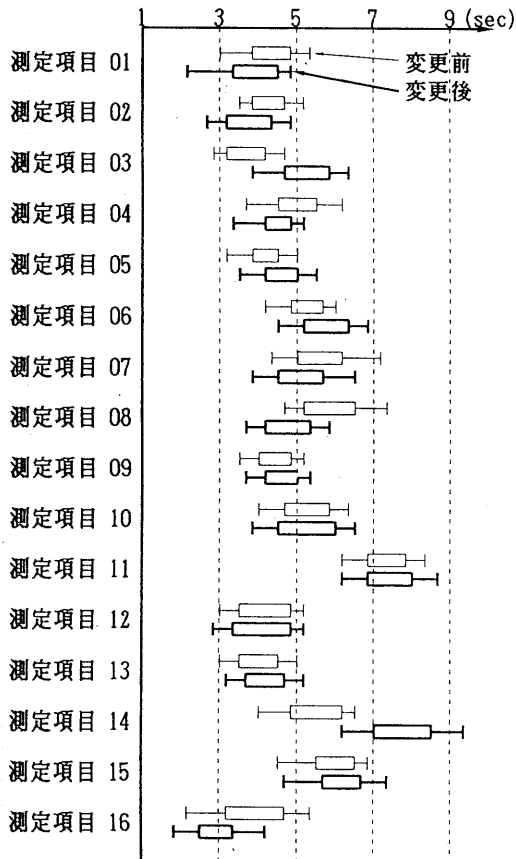 1 3 5 7 9 (sec)
測定項目 01
変更前
変更後
測定項目 02
測定項目 03
測定項目 04
測定項目 05
測定項目 06
測定項目 07
測定項目 08
測定項目 09
測定項目 10
測定項目 11
測定項目 12
測定項目 13
測定項目 14
測定項目 15
測定項目 16